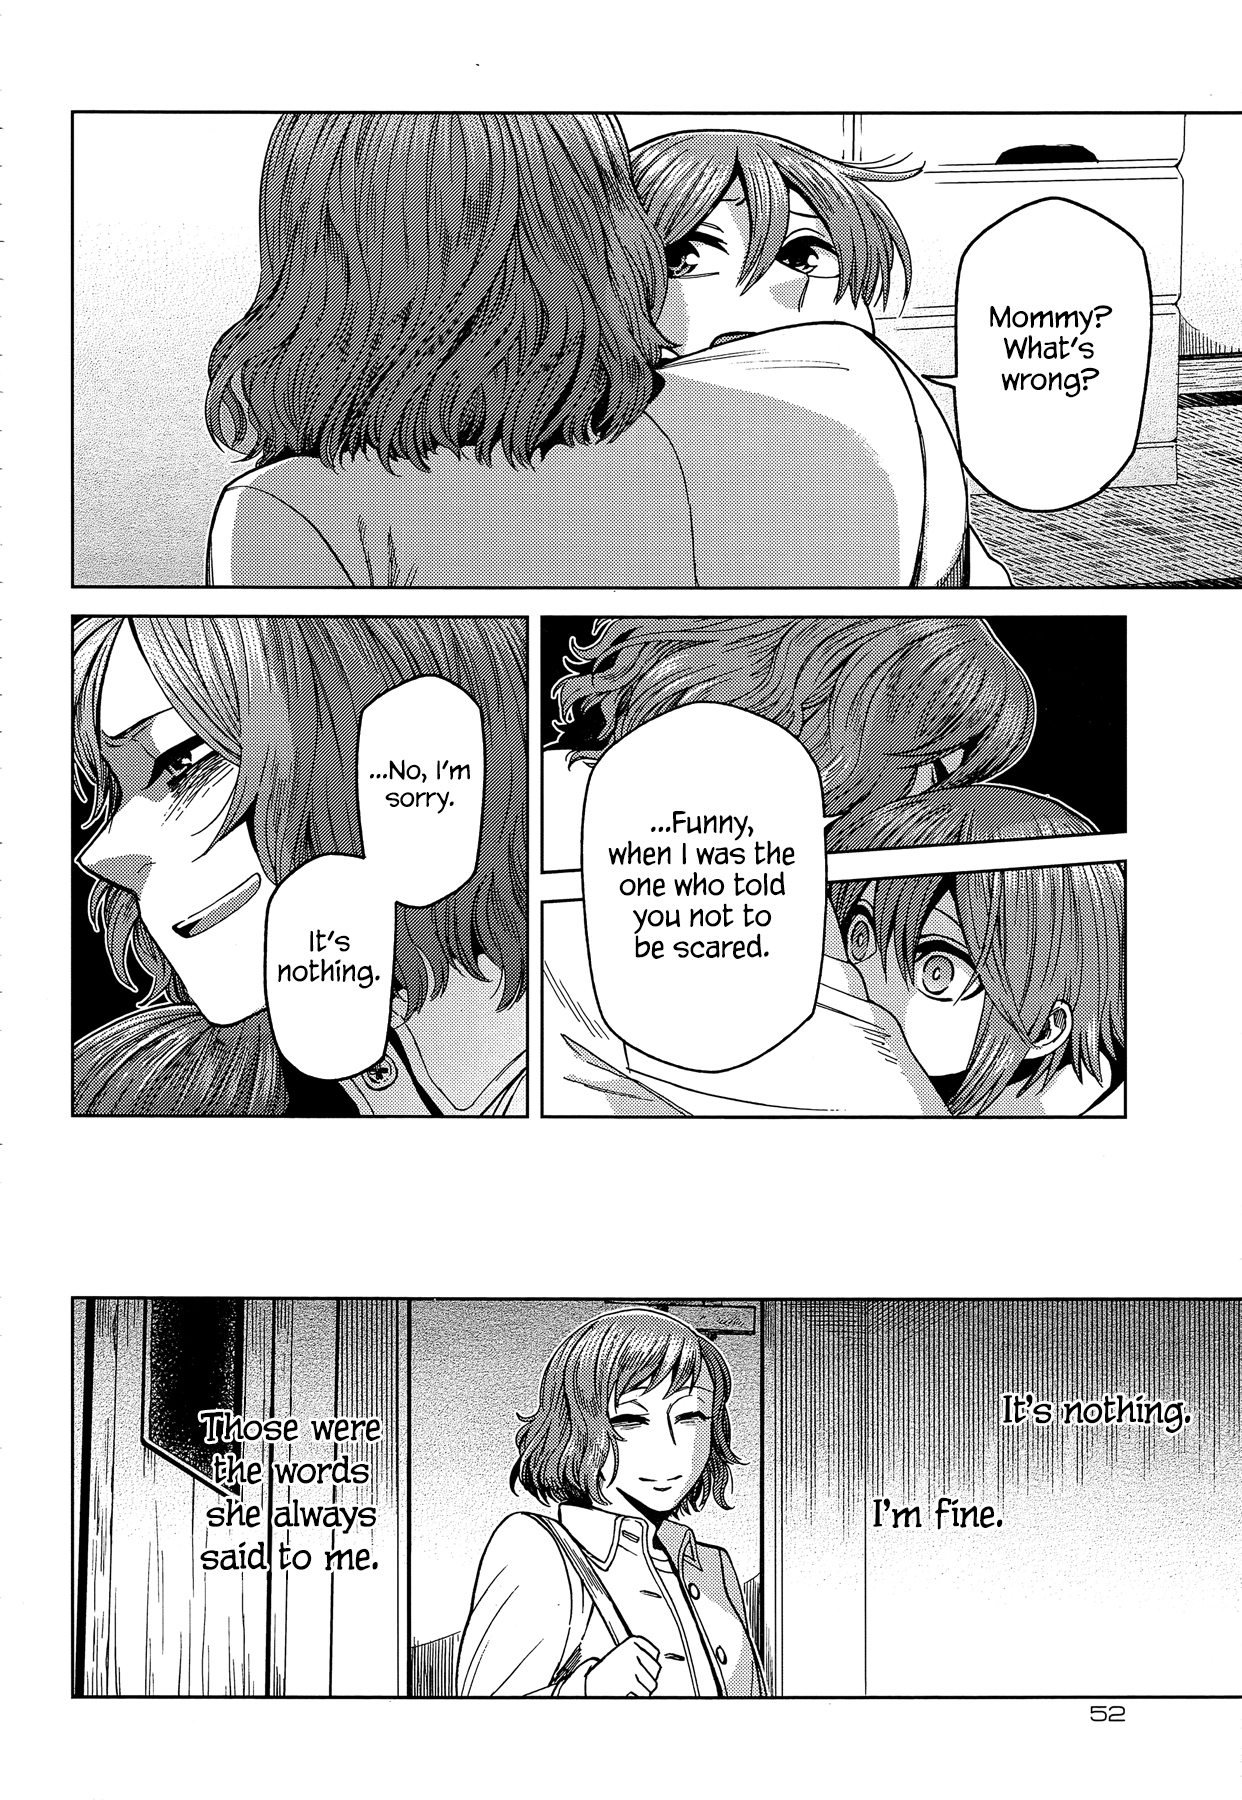 Mommy?
What's
wrong?
...Funny,
when I was the
one who told
you not to
be scared.
...No, I'm
sorry.
It's
nothing.
It's nothing.
I'm fine.
Those were
the words
she always
said to me.
52